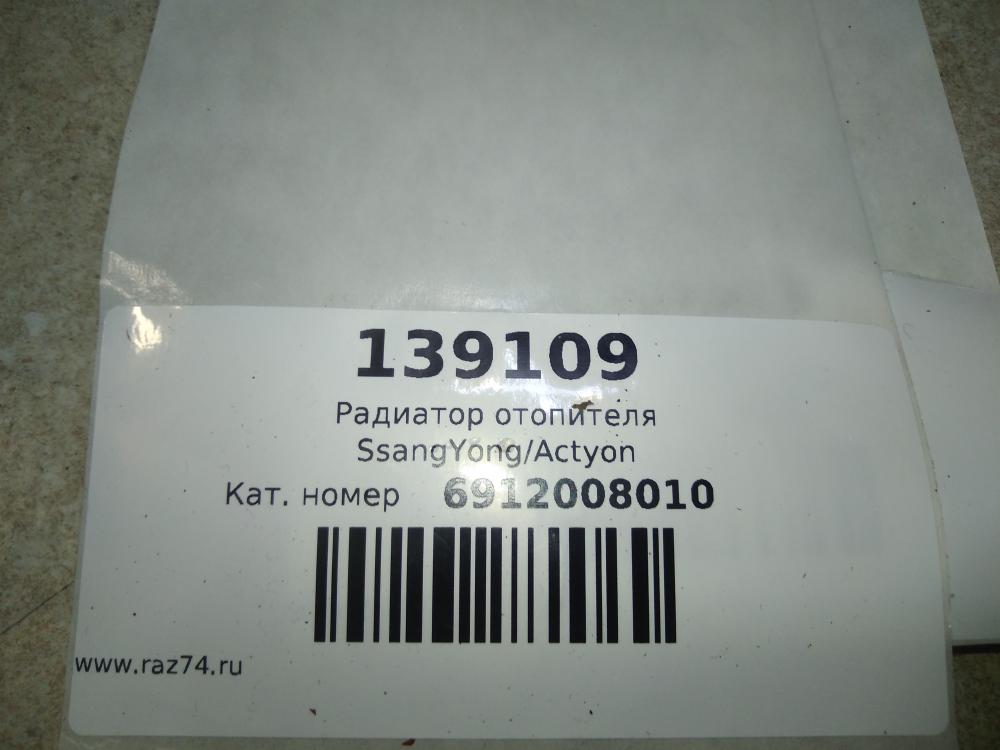 139109
Радиатор отопителя
SsangYong/Actyon
Кат. номер 6912008010
www.raz74.ru